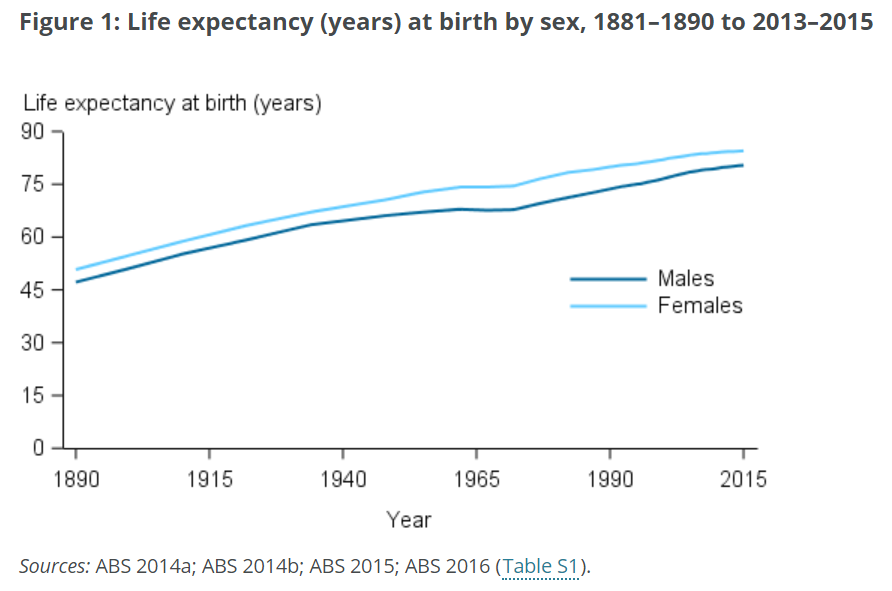 Figure 1: Life expectancy (years) at birth by sex, 1881–1890 to 2013–2015
Life expectancy at birth (years)
90
75
60
45
30
15
0
Males
Females
1890 1915 1940 1965 1990 2015
Year
Sources: ABS 2014a; ABS 2014b; ABS 2015; ABS 2016 (Table S1).